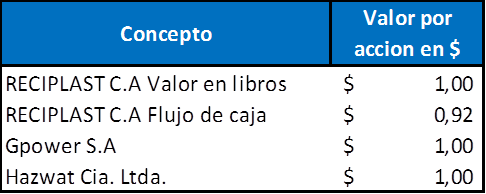 Concepto Valor por accion en $
RECIPLAST C.A Valor en libros $ 1,00
RECIPLAST C.A Flujo de caja $ 0,92
Gpower S.A $ 1,00
Hazwat Cia. Ltda. $ 1,00